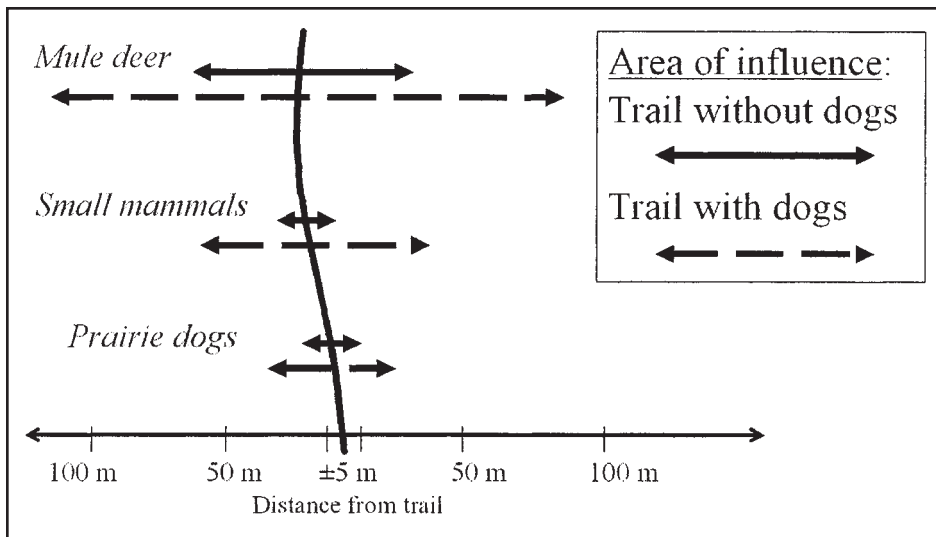 Mule deer
Small mammals
Prairie dogs
Area of influence:
Trail without dogs
Trail with dogs
100 m 50 m ±5 m 50 m 100 m
Distance from trail